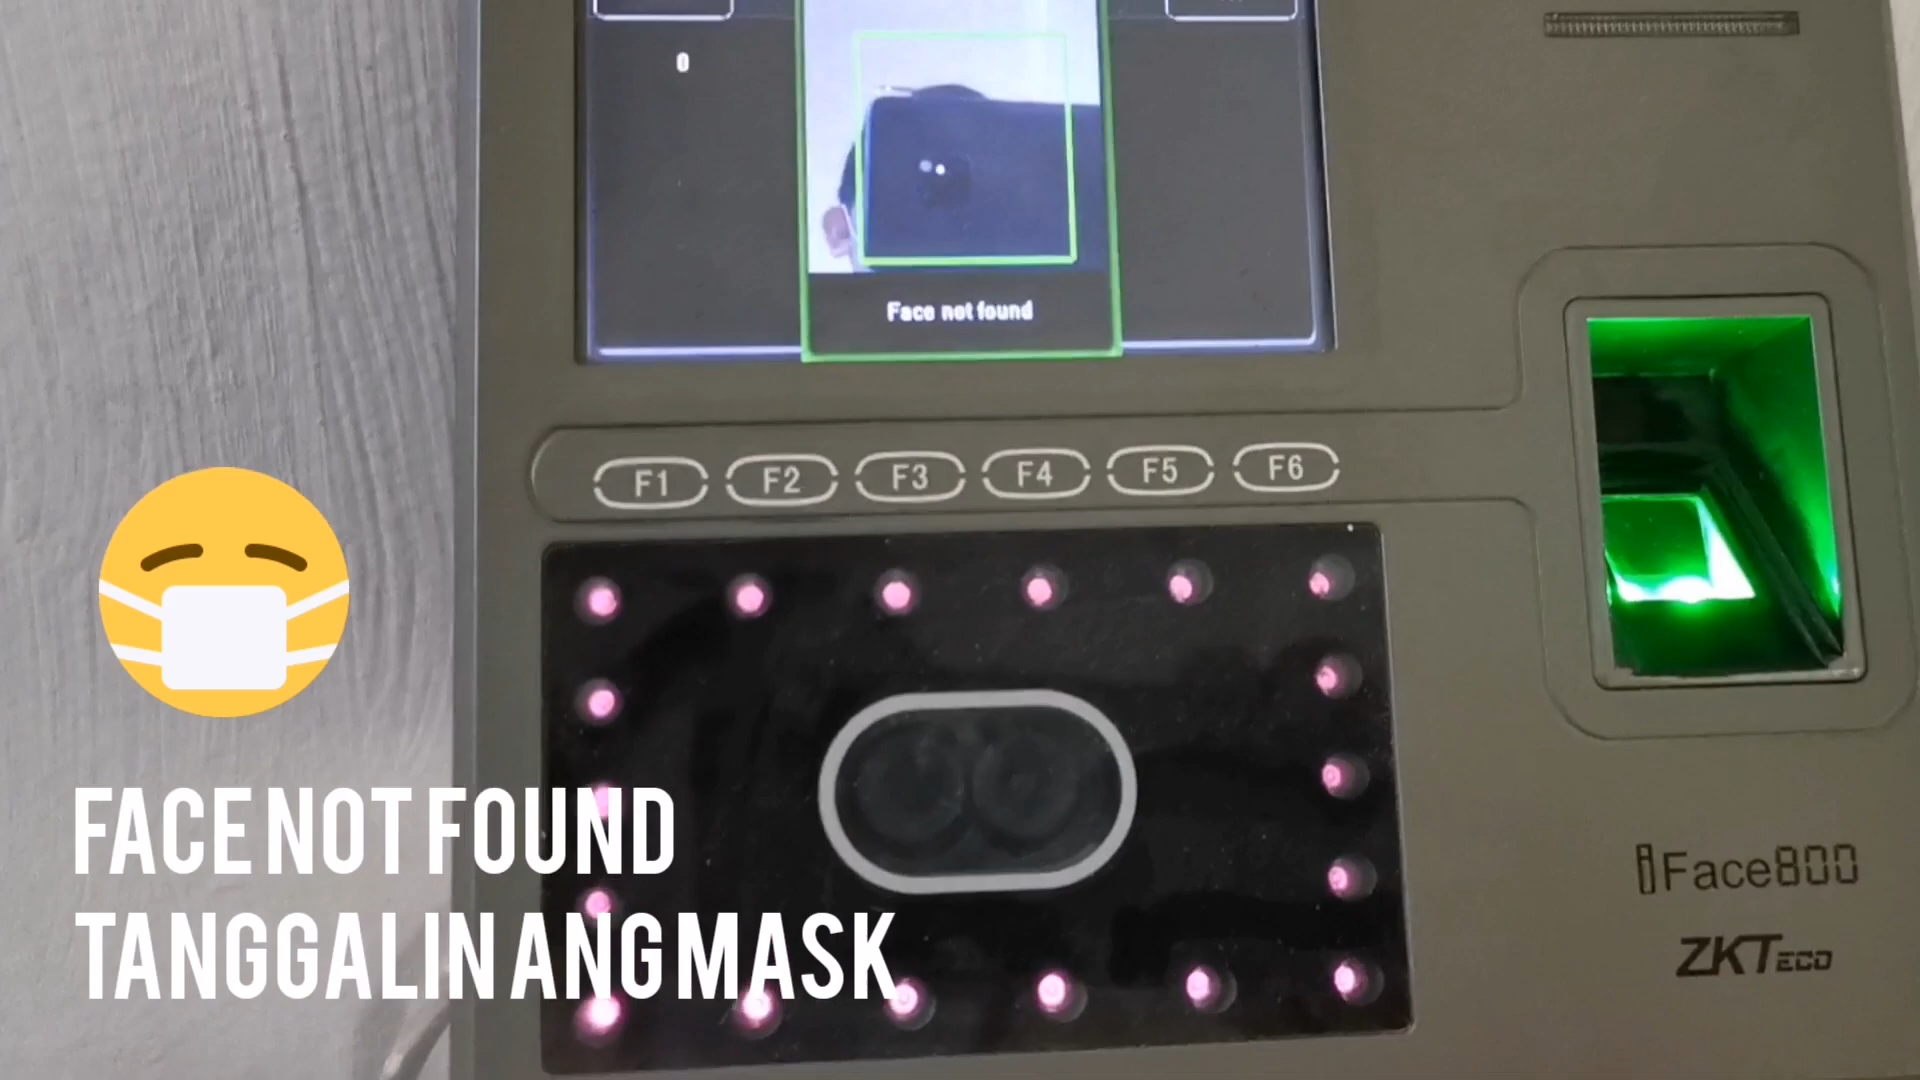 0
Face not found
F1 F2 F3 F4 F5 F6
iFace800
ZKTECO
FACE NOT FOUND
TANGGALIN ANG MASK